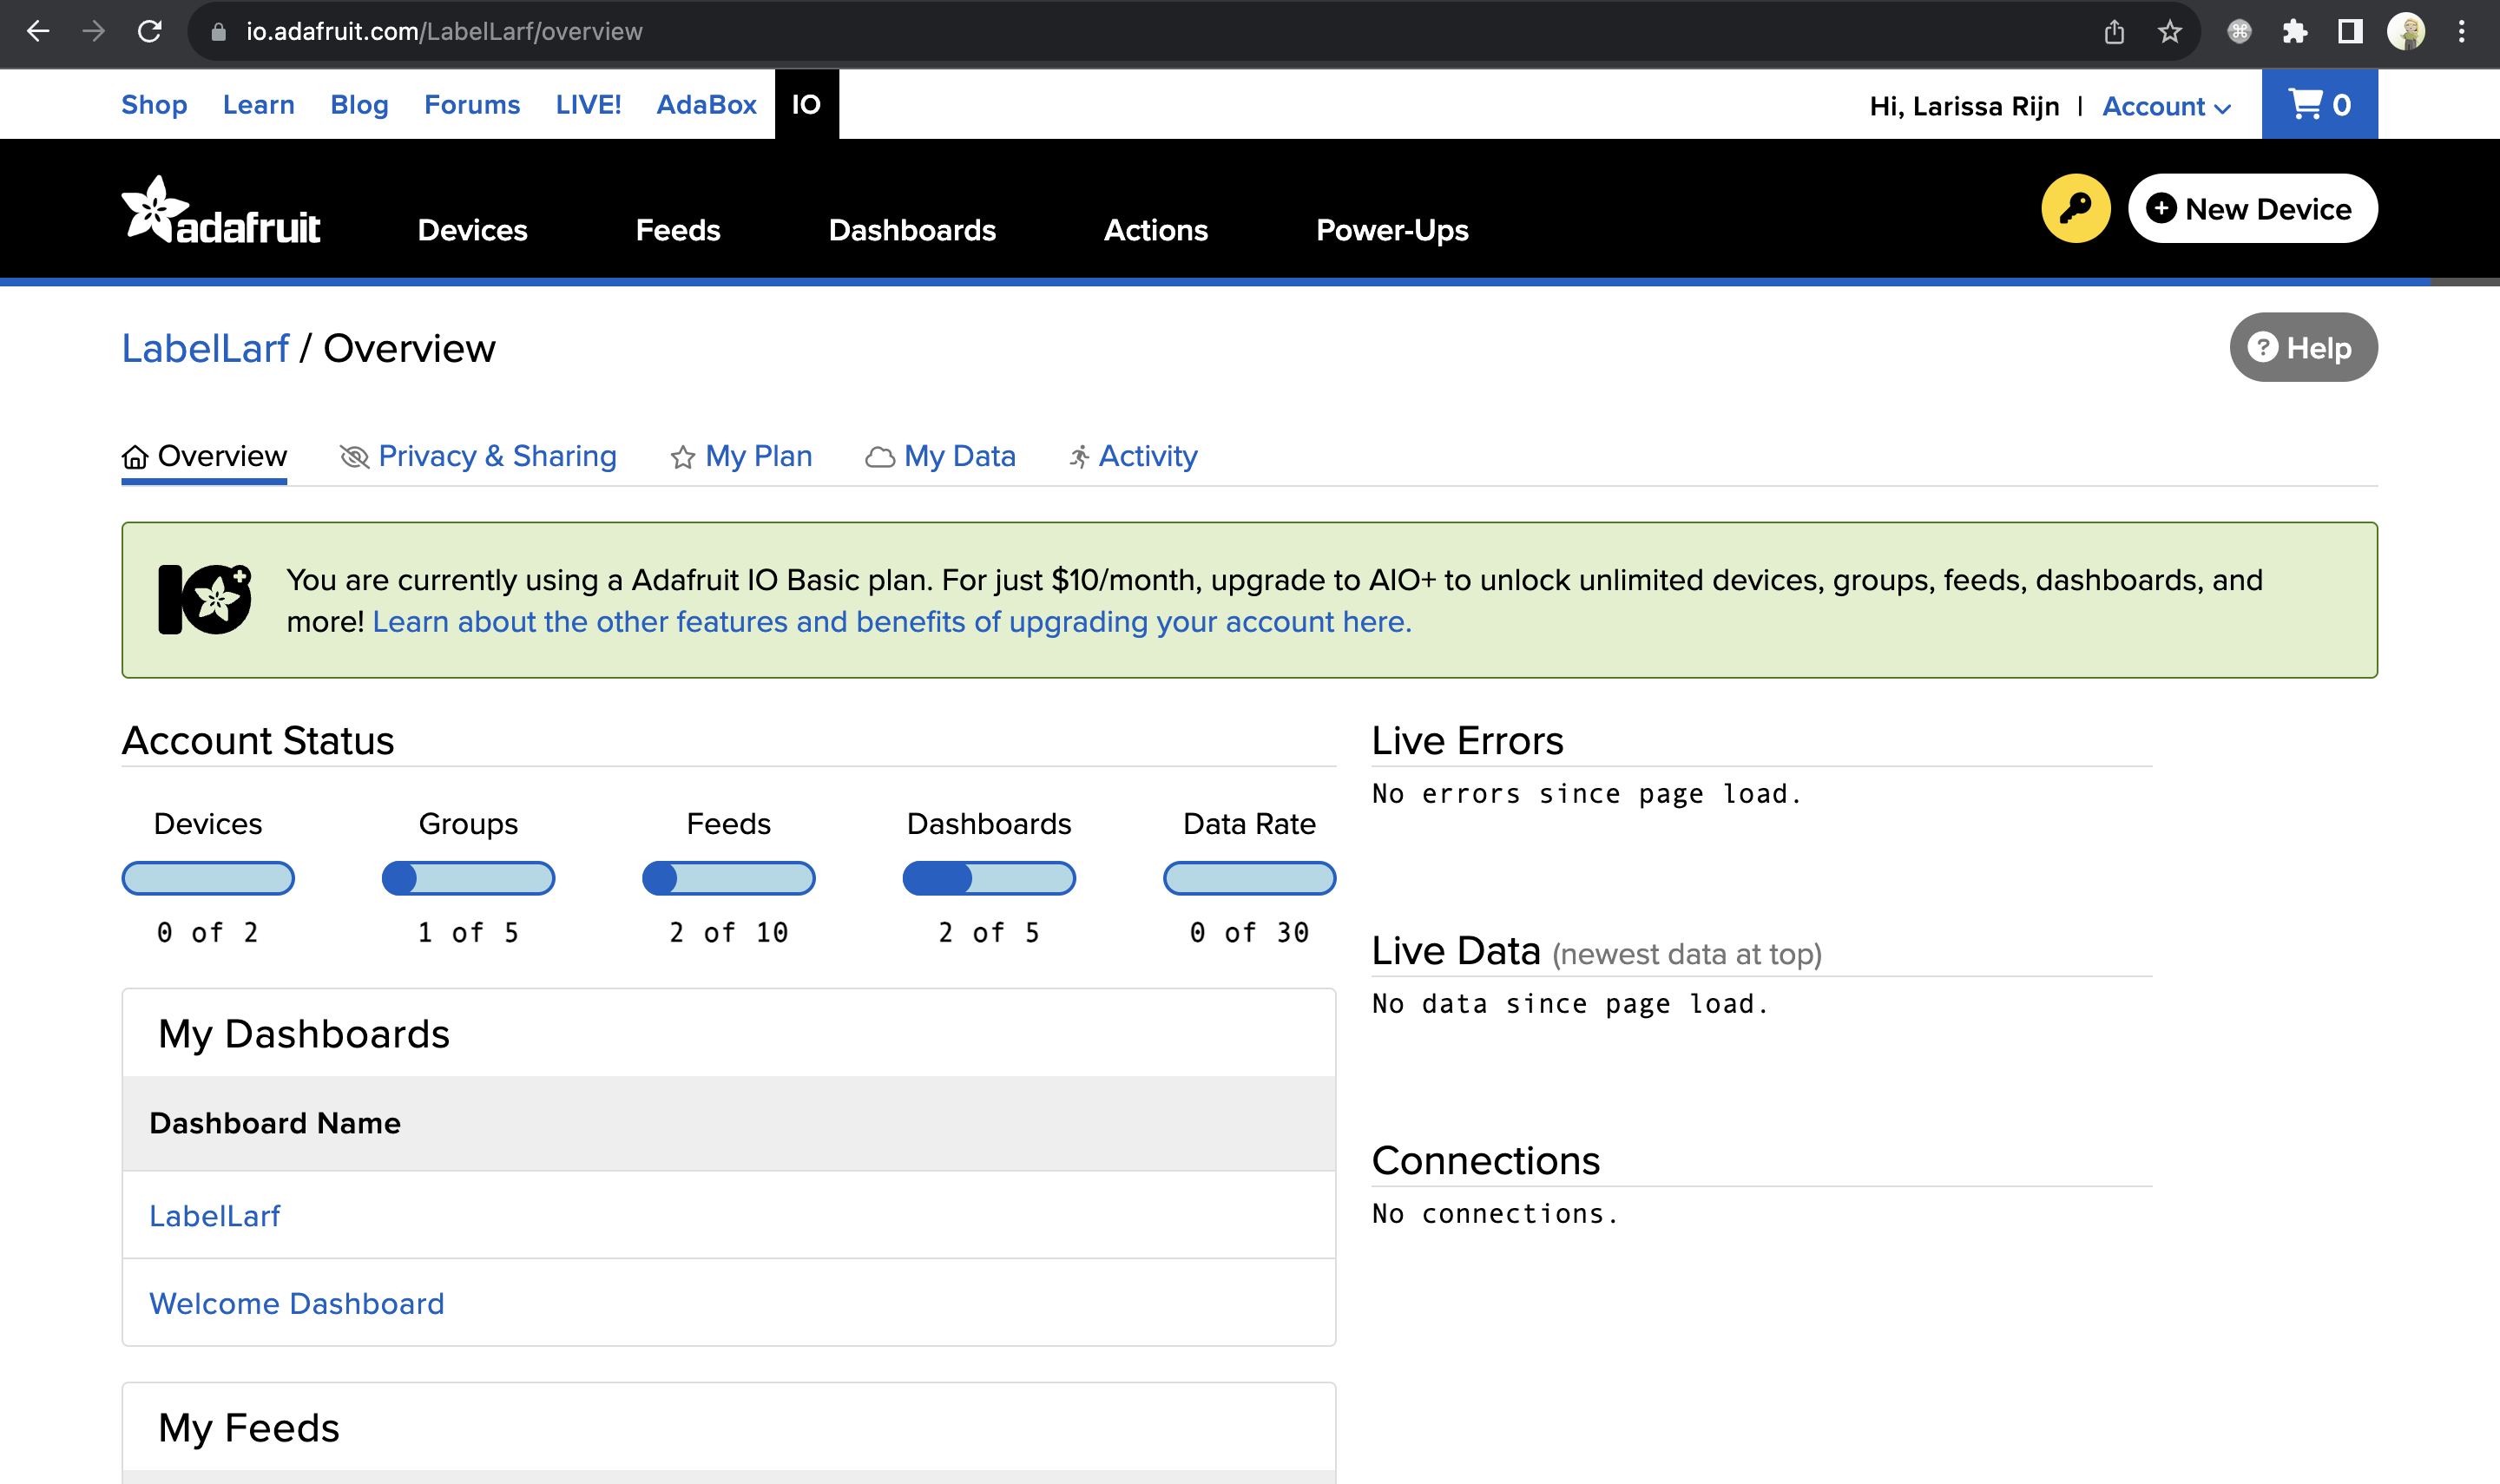 io.adafruit.com/LabelLarf/overview
Shop Learn Blog Forums LIVE! AdaBox IO
Hi, Larissa Rijn | Account 0
adafruit Devices Feeds Dashboards Actions Power-Ups New Device
LabelLarf / Overview
Help
Overview Privacy & Sharing My Plan My Data Activity
You are currently using a Adafruit IO Basic plan. For just $10/month, upgrade to AIO+ to unlock unlimited devices, groups, feeds, dashboards, and
more! Learn about the other features and benefits of upgrading your account here.
Account Status
Devices Groups Feeds Dashboards Data Rate
0 of 2 1 of 5 2 of 10 2 of 5 0 of 30
My Dashboards
Dashboard Name
LabelLarf
Welcome Dashboard
My Feeds
Live Errors
No errors since page load.
Live Data (newest data at top)
No data since page load.
Connections
No connections.